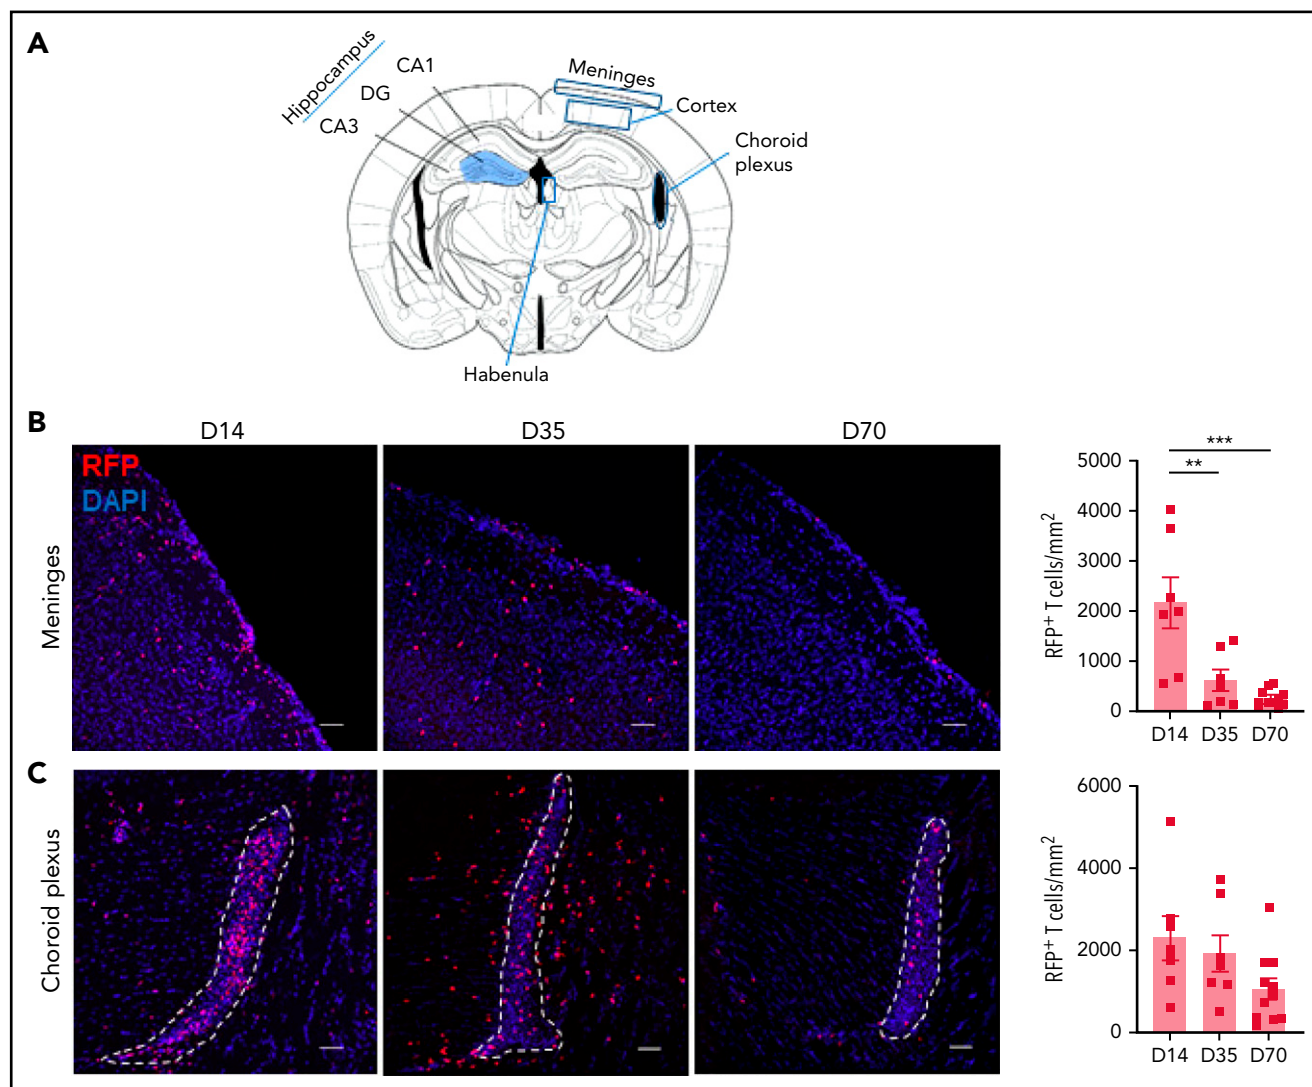 A
Hippocampus
CA1
DG
CA3
Meninges
Cortex
Choroid
plexus
Habenula
B
D14
D35
D70
RFP
DAPI
Meninges
***
**
RFP⁺ T cells/mm²
5000
4000
3000
2000
1000
0
D14
D35
D70
C
Choroid plexus
RFP⁺ T cells/mm²
6000
4000
2000
0
D14
D35
D70